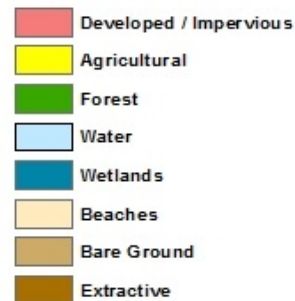 Developed / Impervious
Agricultural
Forest
Water
Wetlands
Beaches
Bare Ground
Extractive